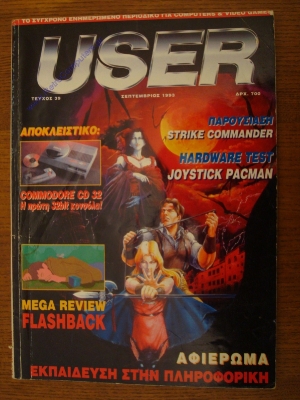 ΤΟ ΣΥΓΧΡΟΝΟ ΕΝΗΜΕΡΩΜΕΝΟ ΠΕΡΙΟΔΙΚΟ ΓΙΑ COMPUTERS & VIDEO GAMES
USER
ΤΕΥΧΟΣ 39
ΣΕΠΤΕΜΒΡΙΟΣ 1993
ΔΡΧ. 700
ΑΠΟΚΛΕΙΣΤΙΚΟ:
ΠΑΡΟΥΣΙΑΣΗ
STRIKE COMMANDER
HARDWARE TEST
JOYSTICK PACMAN
COMMODORE CD 32
Η πρώτη 32bit κονσόλα!
MEGA REVIEW
FLASHBACK
ΑΦΙΕΡΩΜΑ
ΕΚΠΑΙΔΕΥΣΗ ΣΤΗΝ ΠΛΗΡΟΦΟΡΙΚΗ